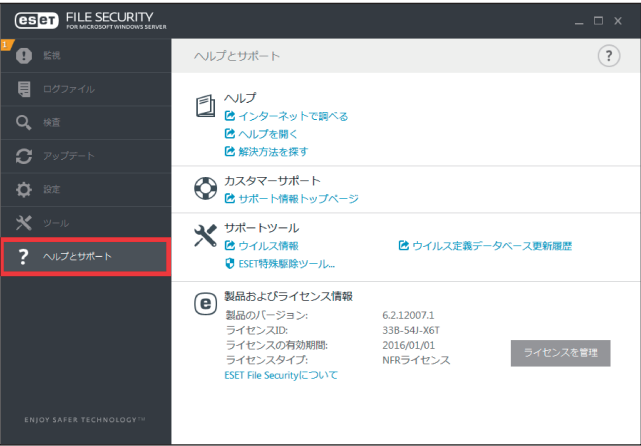 eset FILE SECURITY
FOR MICROSOFT WINDOWS SERVER
1
監視
ログファイル
検査
アップデート
設定
ツール
ヘルプとサポート
ENJOY SAFER TECHNOLOGY™
ヘルプとサポート
?
ヘルプ
インターネットで調べる
ヘルプを開く
解決方法を探す
カスタマーサポート
サポート情報トップページ
サポートツール
ウイルス情報 ウイルス定義データベース更新履歴
ESET特殊駆除ツール...
製品およびライセンス情報
製品のバージョン: 6.2.12007.1
ライセンスID: 33B-54J-X6T
ライセンスの有効期間: 2016/01/01
ライセンスタイプ: NFRライセンス
ライセンスを管理
ESET File Securityについて